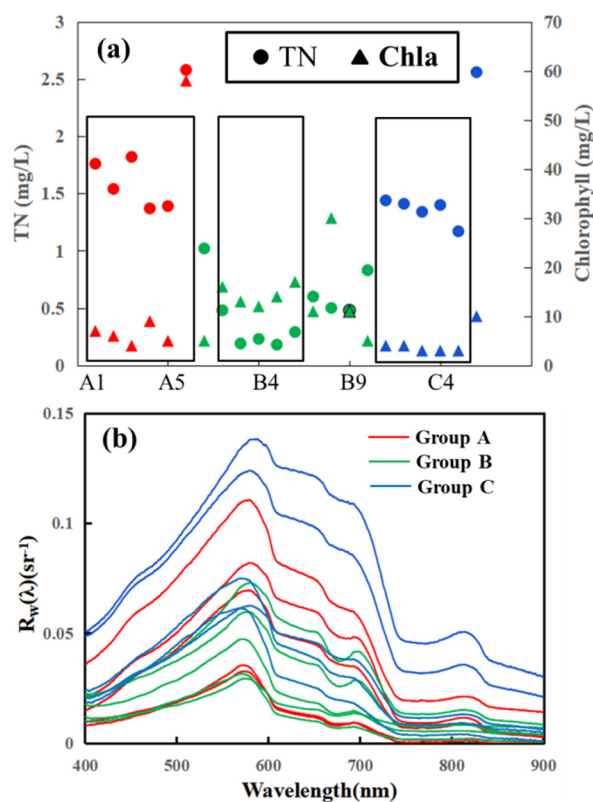 (a)
TN Chla
3
2.5
2
1.5
1
0.5
0
TN (mg/L)
70
60
50
40
30
20
10
0
Chlorophyll (mg/L)
A1 A5 B4 B9 C4
(b)
Group A
Group B
Group C
0.15
0.1
0.05
0
Rw(λ)(sr-1)
400 500 600 700 800 900
Wavelength(nm)